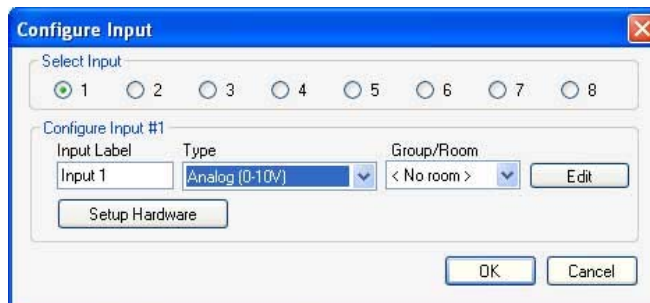 Configure Input
Select Input
1 2 3 4 5 6 7 8
Configure Input #1
Input Label Type Group/Room
Input 1 Analog (0-10V) < No room > Edit
Setup Hardware
OK Cancel